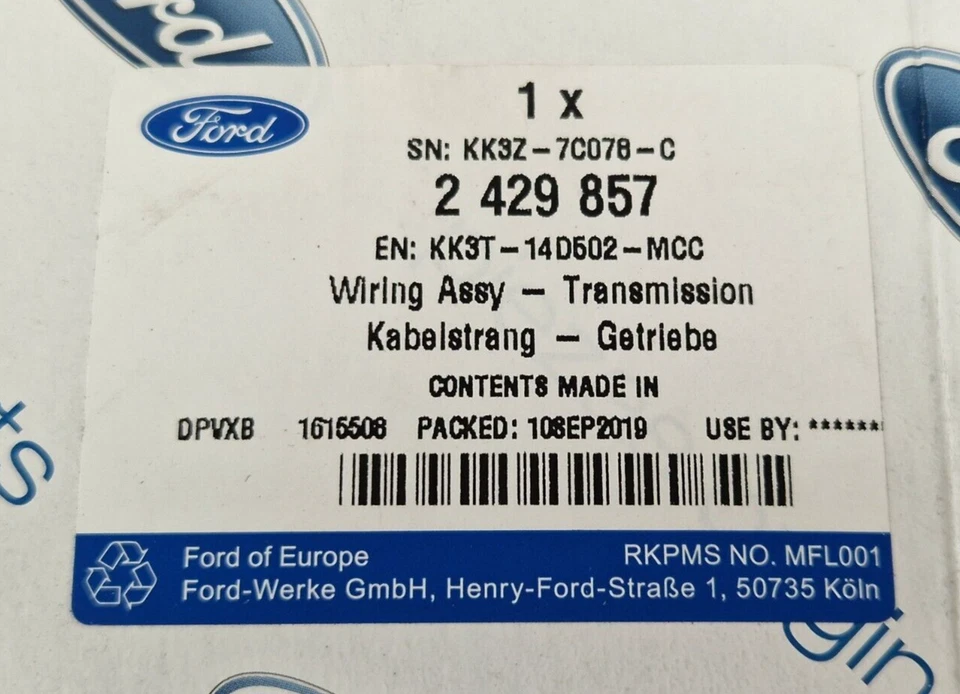 Ford
Ford
1 x
SN: KK3Z-7C078-C
2 429 857
EN: KK3T-14D502-MCC
Wiring Assy - Transmission
Kabelstrang - Getriebe
CONTENTS MADE IN
DPVXB 1615508 PACKED: 10SEP2019 USE BY: ******
Ford of Europe RKPMS NO. MFL001
Ford-Werke GmbH, Henry-Ford-Straße 1, 50735 Köln